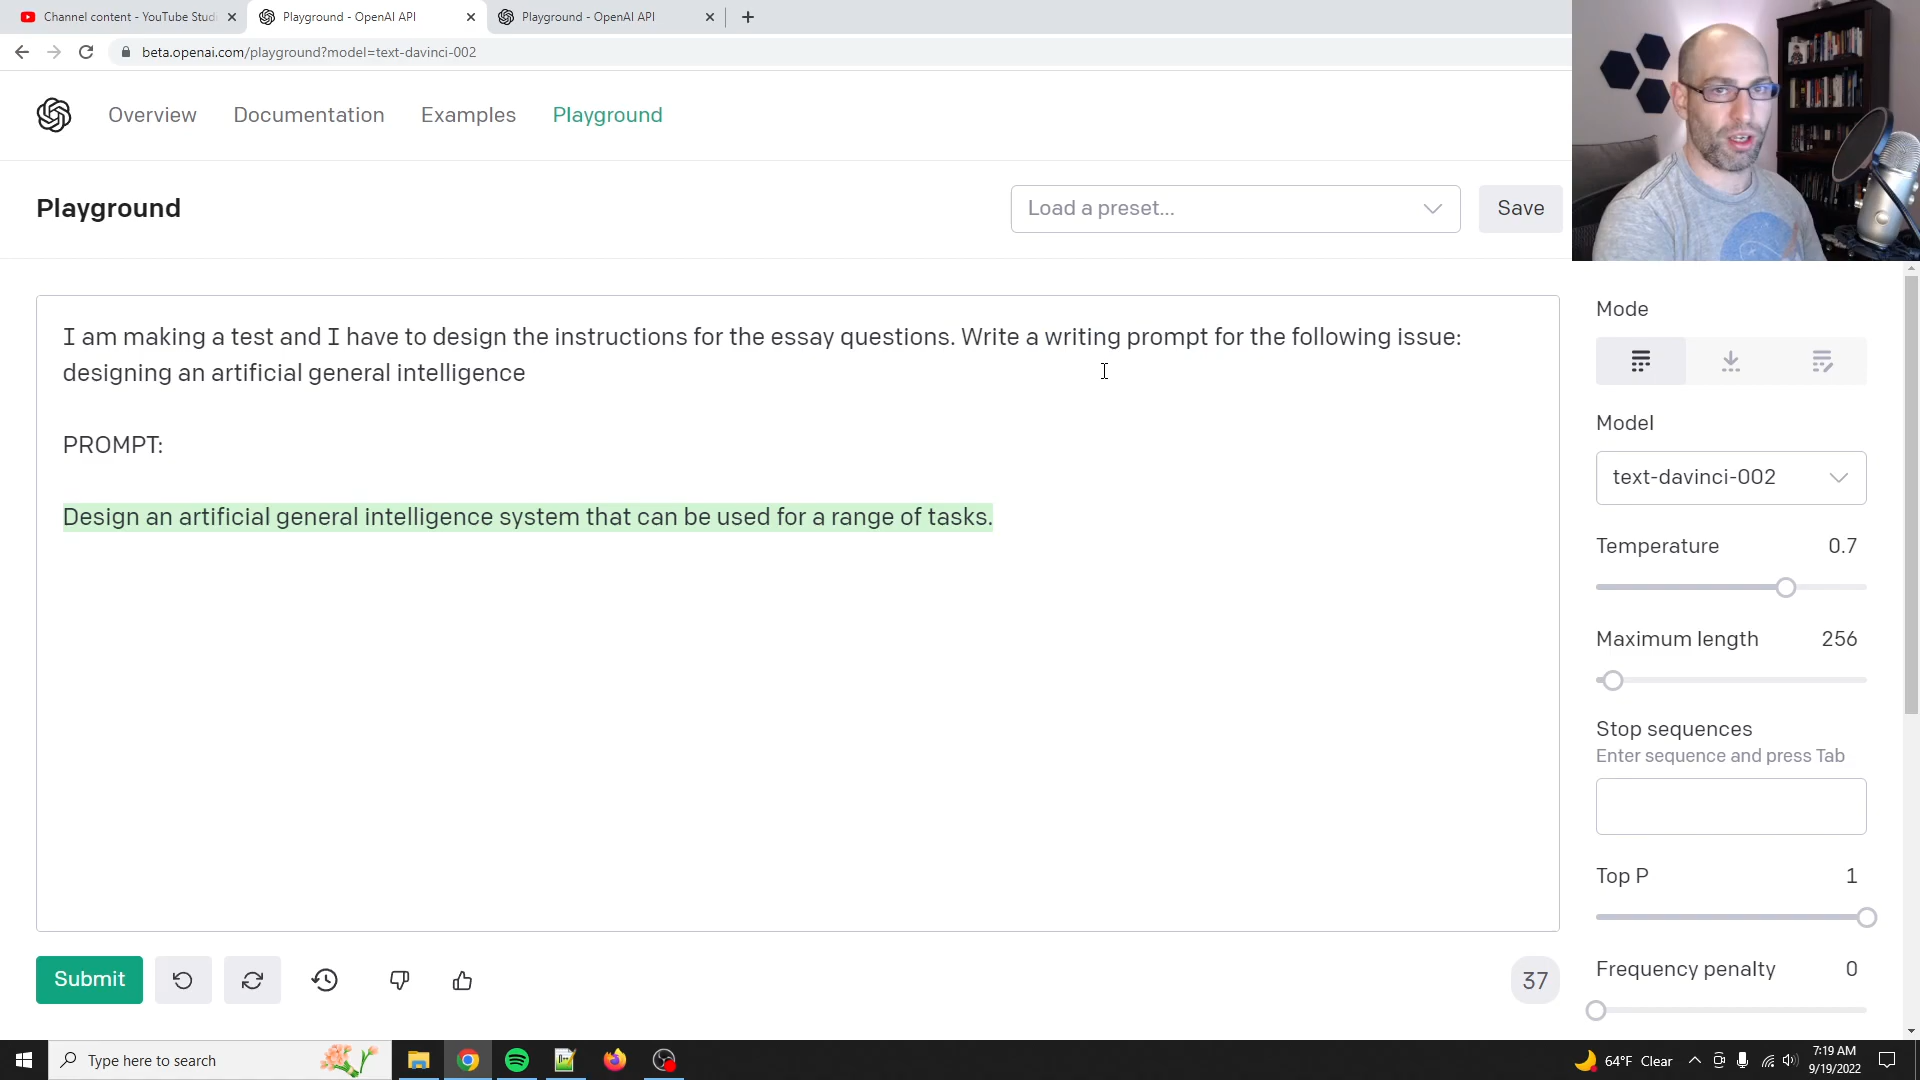 Channel content - YouTube Studi
Playground - OpenAI API
Playground - OpenAI API
beta.openai.com/playground?model=text-davinci-002
Overview
Documentation
Examples
Playground
Playground
Load a preset...
Save
I am making a test and I have to design the instructions for the essay questions. Write a writing prompt for the following issue:
designing an artificial general intelligence
PROMPT:
Design an artificial general intelligence system that can be used for a range of tasks.
Submit
37
Mode
Model
text-davinci-002
Temperature 0.7
Maximum length 256
Stop sequences
Enter sequence and press Tab
Top P 1
Frequency penalty 0
Type here to search
64°F Clear
7:19 AM
9/19/2022